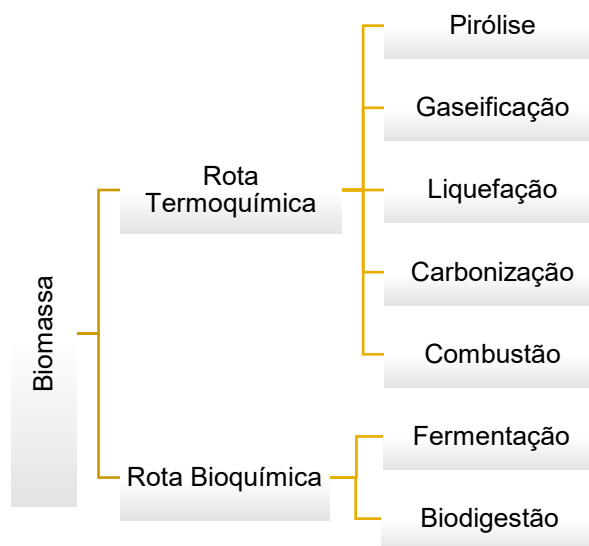 Biomassa
Rota
Termoquímica
Pirólise
Gaseificação
Liquefação
Carbonização
Combustão
Rota Bioquímica
Fermentação
Biodigestão